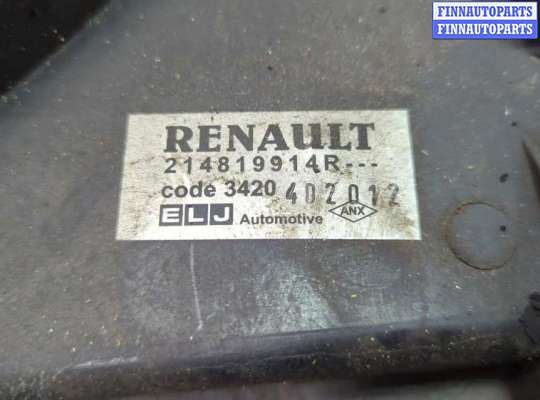 FINNAUTOPARTS
FINNAUTOPARTS
RENAULT
214819914R---
code 3420 402012
ELJ Automotive ANX